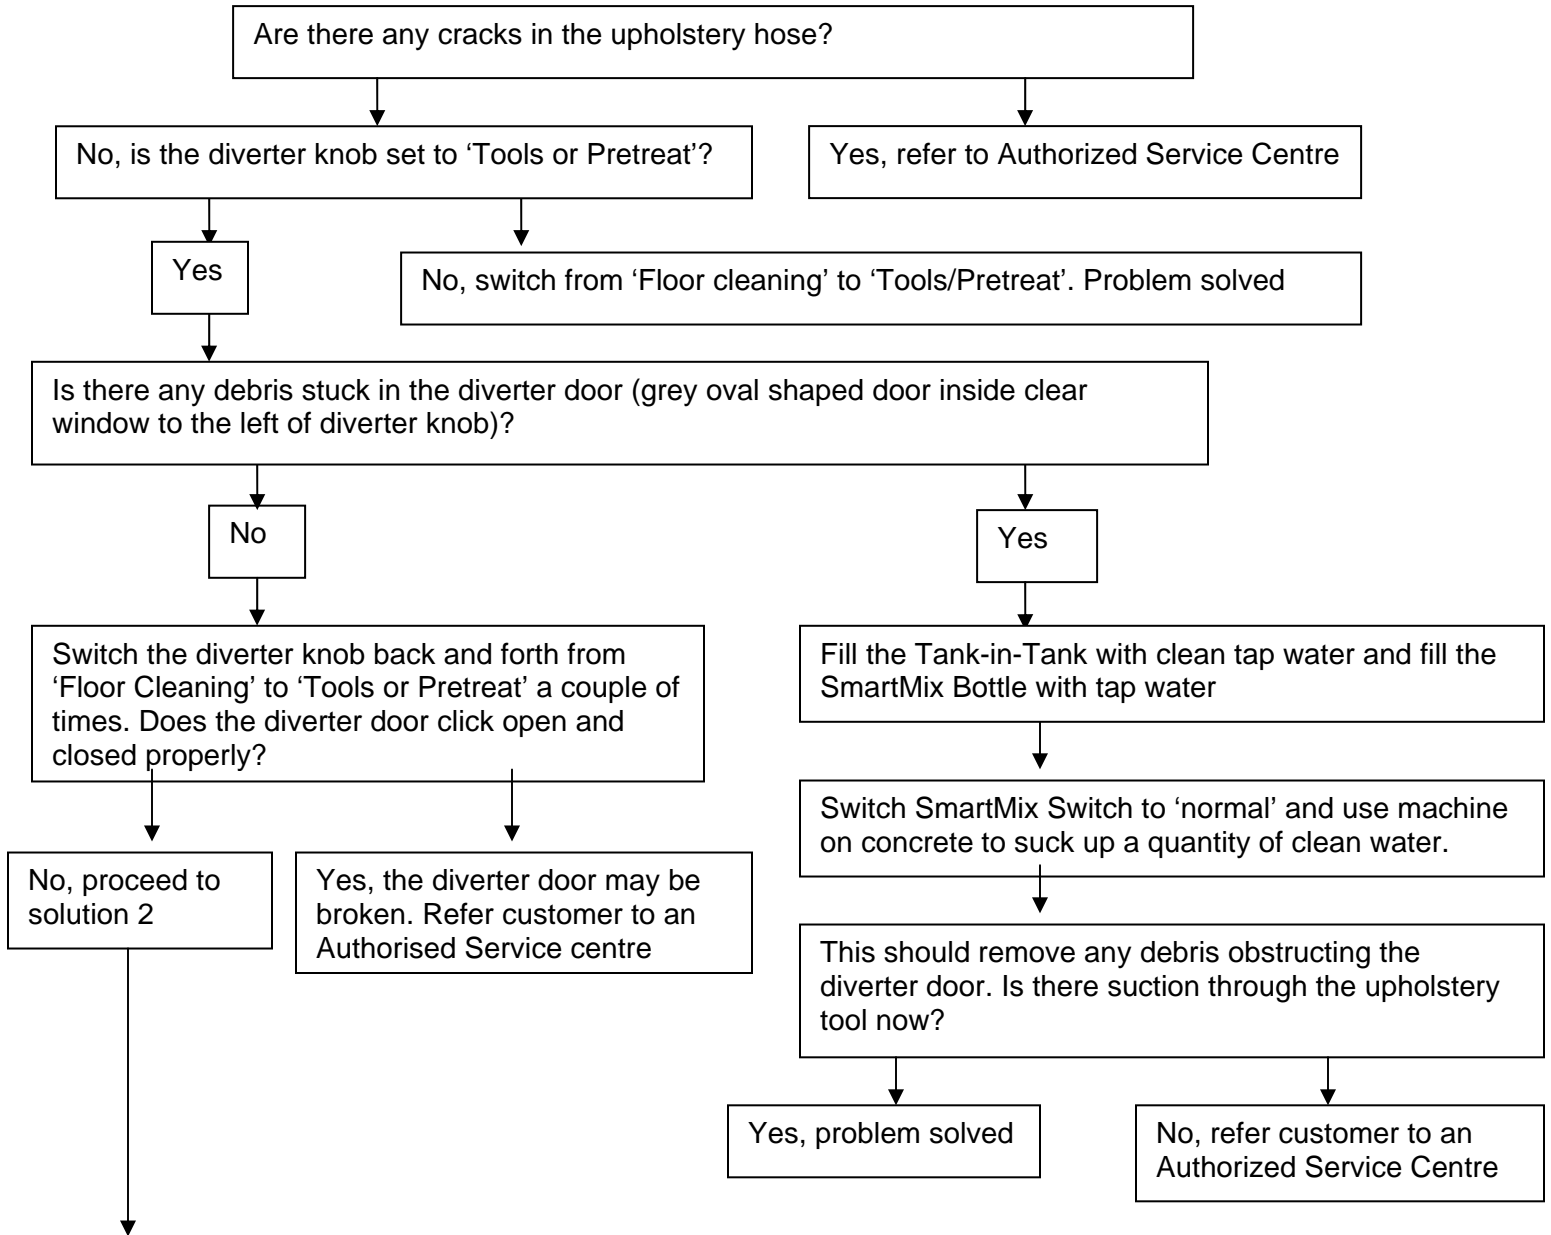 Are there any cracks in the upholstery hose?
No, is the diverter knob set to ‘Tools or Pretreat’?
Yes, refer to Authorized Service Centre
Yes
No, switch from ‘Floor cleaning’ to ‘Tools/Pretreat’. Problem solved
Is there any debris stuck in the diverter door (grey oval shaped door inside clear
window to the left of diverter knob)?
No
Yes
Switch the diverter knob back and forth from
‘Floor Cleaning’ to ‘Tools or Pretreat’ a couple of
times. Does the diverter door click open and
closed properly?
Fill the Tank-in-Tank with clean tap water and fill the
SmartMix Bottle with tap water
Switch SmartMix Switch to ‘normal’ and use machine
on concrete to suck up a quantity of clean water.
No, proceed to
solution 2
Yes, the diverter door may be
broken. Refer customer to an
Authorised Service centre
This should remove any debris obstructing the
diverter door. Is there suction through the upholstery
tool now?
Yes, problem solved
No, refer customer to an
Authorized Service Centre